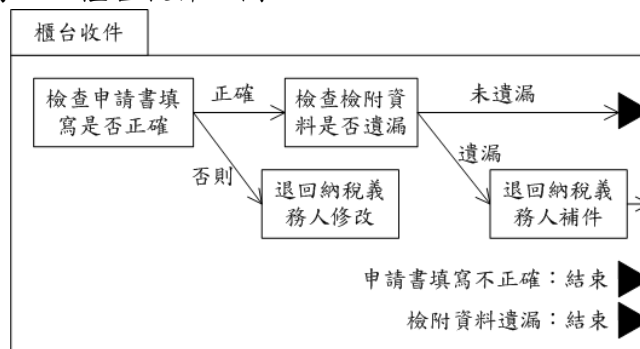 櫃台收件
檢查申請書填
寫是否正確
正確
檢查檢附資
料是否遺漏
未遺漏
否則
遺漏
退回納稅義
務人修改
退回納稅義
務人補件
申請書填寫不正確：結束
檢附資料遺漏：結束